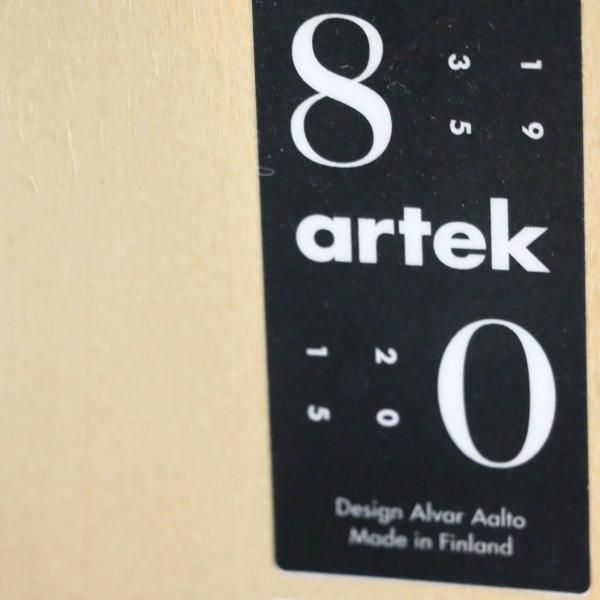 8
1935
artek
2015
0
Design Alvar Aalto
Made in Finland